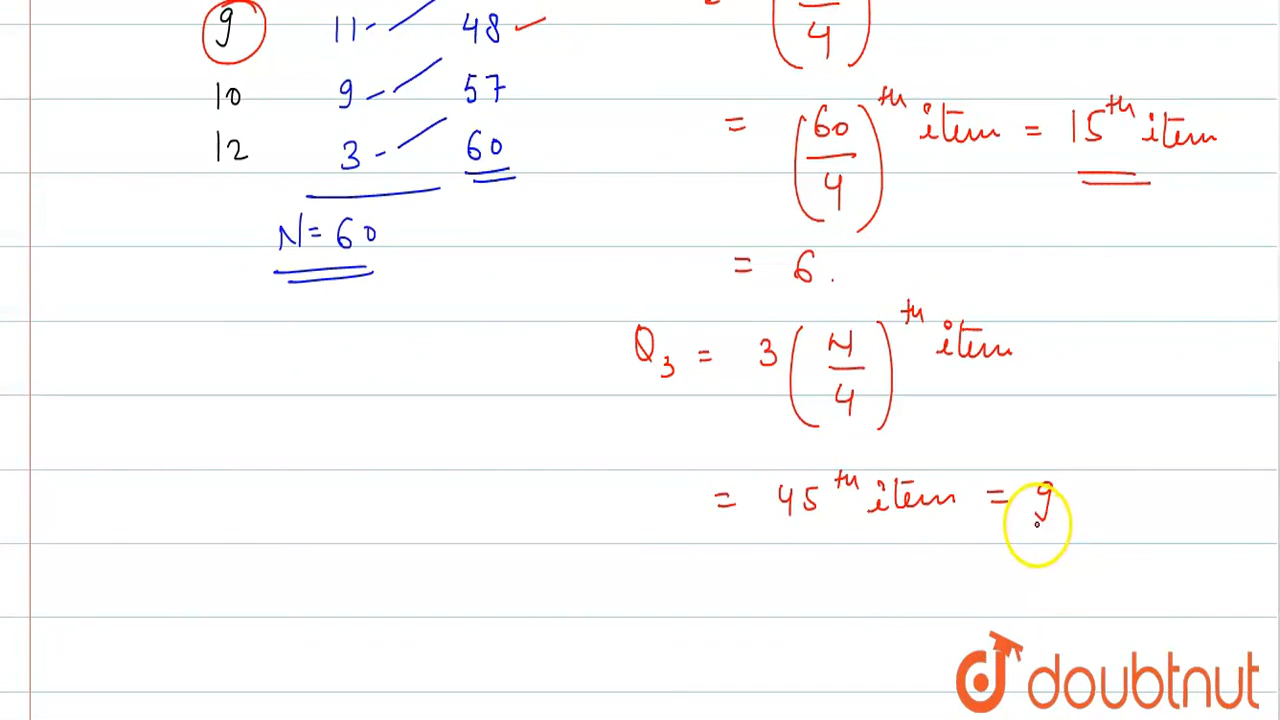 9 11 48
4
10 9 57
= (60/4)th item = 15th item
12 3 60
N = 60
= 6.
Q3 = 3 (N/4)th item
= 45th item = 9
doubtnut